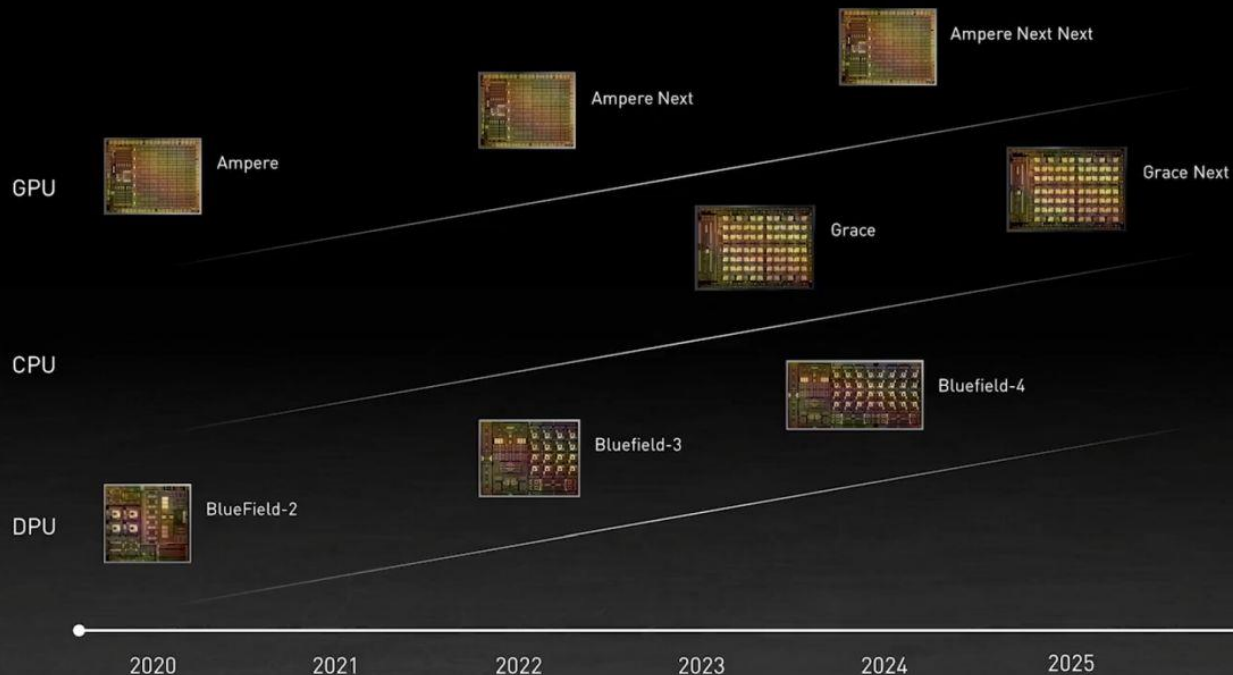 Ampere Next Next
Ampere Next
Ampere
GPU
Grace Next
Grace
CPU
Bluefield-4
Bluefield-3
BlueField-2
DPU
2020 2021 2022 2023 2024 2025